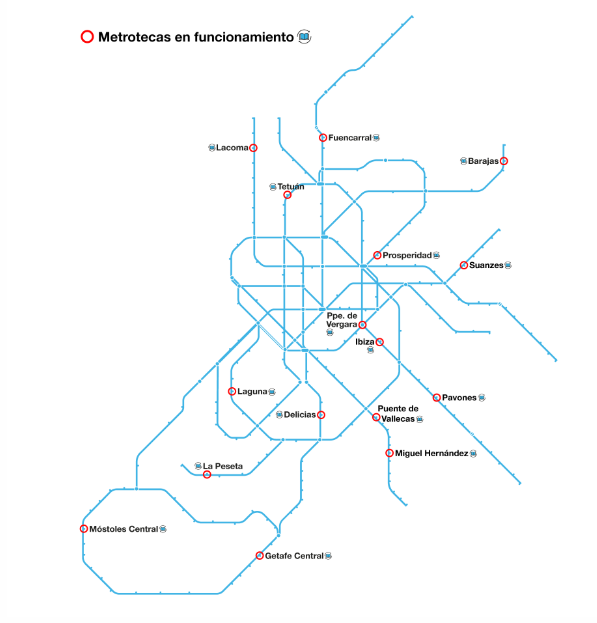 Metrotecas en funcionamiento
Fuencarral
Lacoma
Barajas
Tetuán
Prosperidad
Suanzes
Ppe. de
Vergara
Ibiza
Laguna
Pavones
Delicias
Puente de
Vallecas
Miguel Hernández
La Peseta
Móstoles Central
Getafe Central